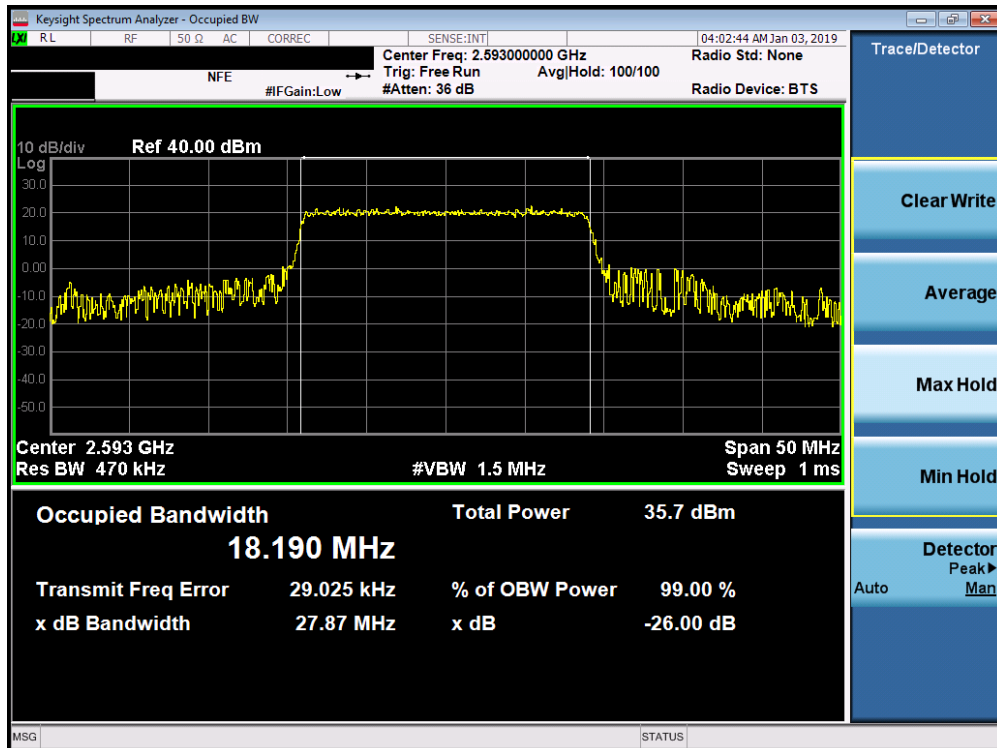 Keysight Spectrum Analyzer - Occupied BW
LXI RL RF 50 Ω AC CORREC SENSE:INT 04:02:44 AM Jan 03, 2019
NFE
#IFGain:Low
Center Freq: 2.593000000 GHz
Trig: Free Run Avg|Hold: 100/100
#Atten: 36 dB
Radio Std: None
Radio Device: BTS
10 dB/div Ref 40.00 dBm
Log
30.0
20.0
10.0
0.00
-10.0
-20.0
-30.0
-40.0
-50.0
Center 2.593 GHz Span 50 MHz
Res BW 470 kHz #VBW 1.5 MHz Sweep 1 ms
Occupied Bandwidth Total Power 35.7 dBm
18.190 MHz
Transmit Freq Error 29.025 kHz % of OBW Power 99.00 %
x dB Bandwidth 27.87 MHz x dB -26.00 dB
MSG STATUS
Trace/Detector
Clear Write
Average
Max Hold
Min Hold
Detector
Peak▶
Auto Man